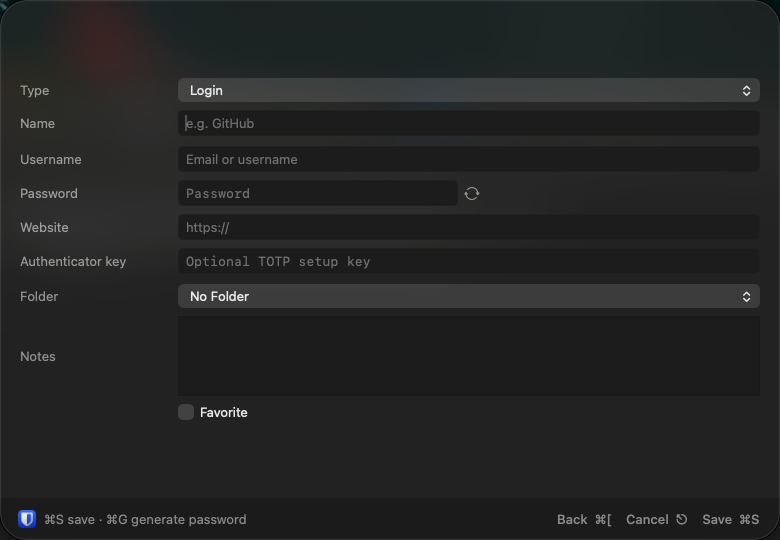 Type Login
Name e.g. GitHub
Username Email or username
Password Password
Website https://
Authenticator key Optional TOTP setup key
Folder No Folder
Notes
Favorite
⌘S save · ⌘G generate password Back ⌘[ Cancel ⎋ Save ⌘S